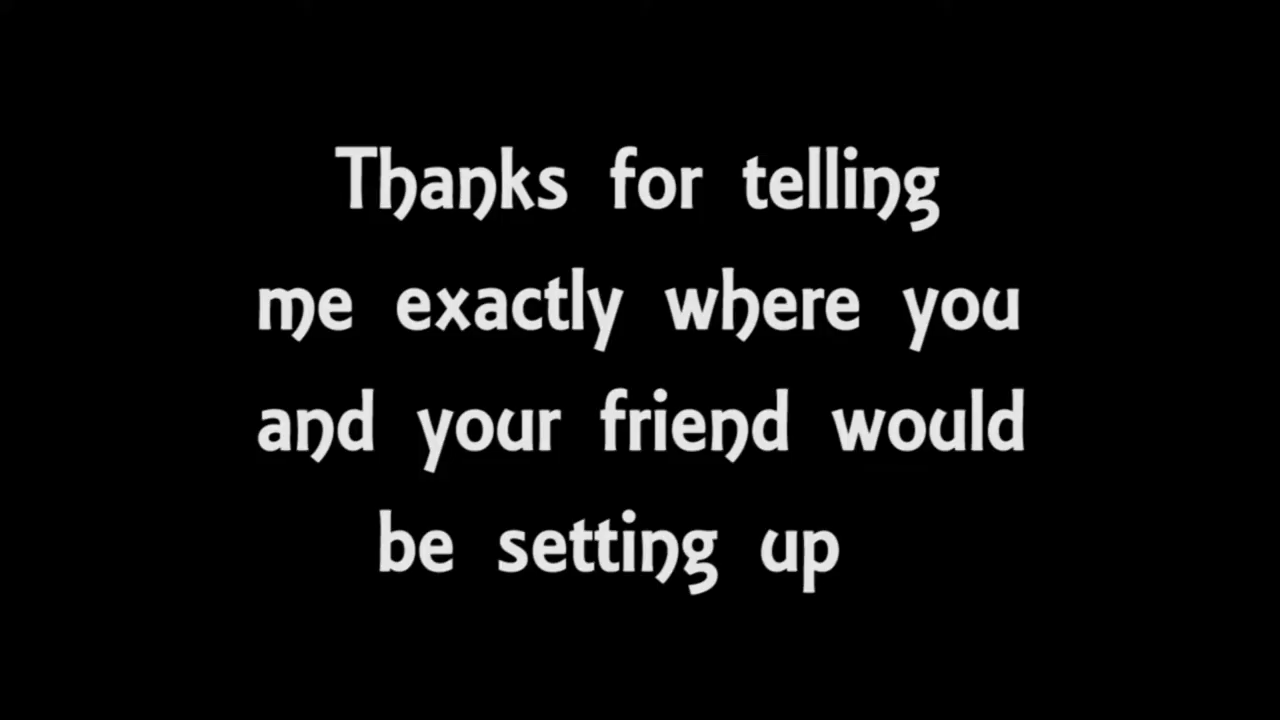 Thanks for telling
me exactly where you
and your friend would
be setting up